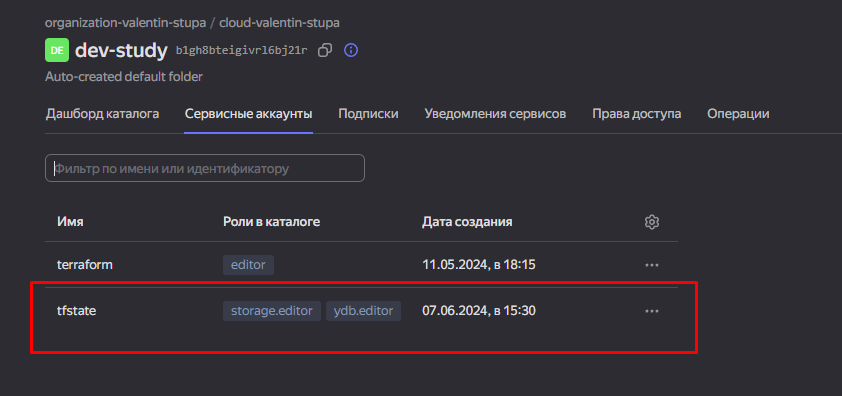 organization-valentin-stupa / cloud-valentin-stupa
DE dev-study b1gh8bteigivrl6bj21r
Auto-created default folder
Дашборд каталога Сервисные аккаунты Подписки Уведомления сервисов Права доступа Операции
Фильтр по имени или идентификатору
Имя Роли в каталоге Дата создания
terraform editor 11.05.2024, в 18:15
tfstate storage.editor ydb.editor 07.06.2024, в 15:30